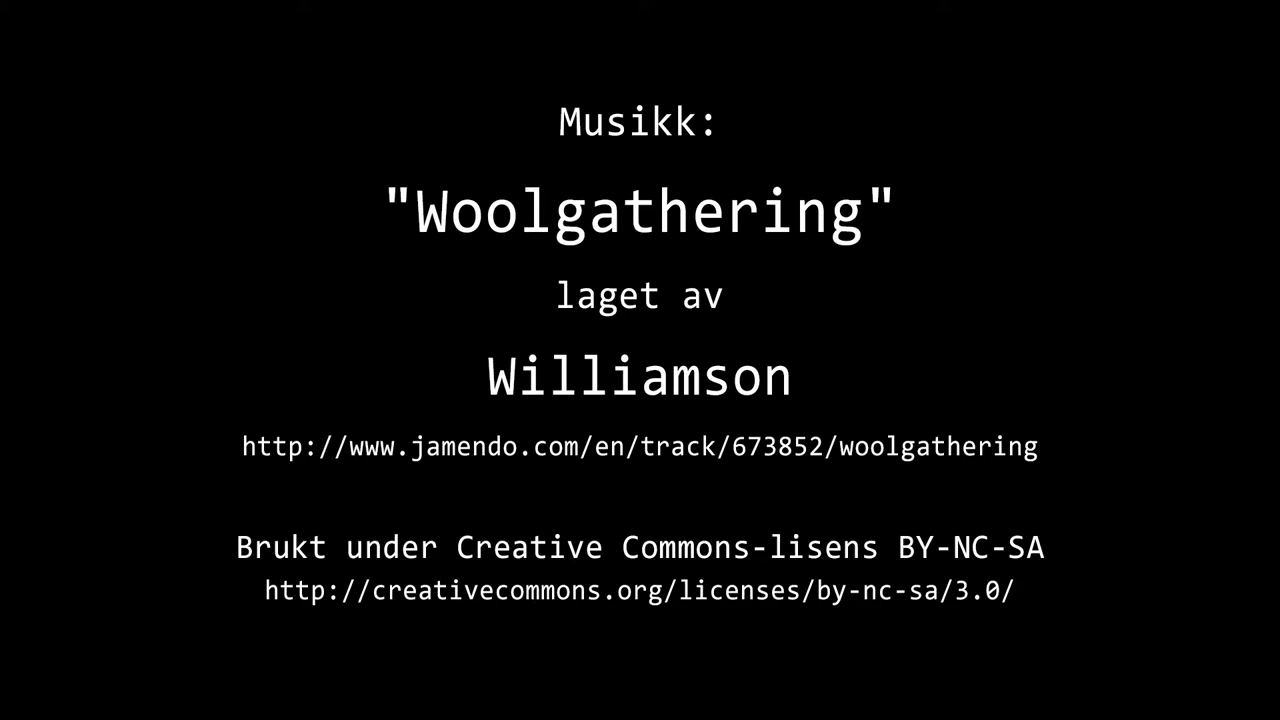 Musikk:
"Woolgathering"
laget av
Williamson
http://www.jamendo.com/en/track/673852/woolgathering
Brukt under Creative Commons-lisens BY-NC-SA
http://creativecommons.org/licenses/by-nc-sa/3.0/